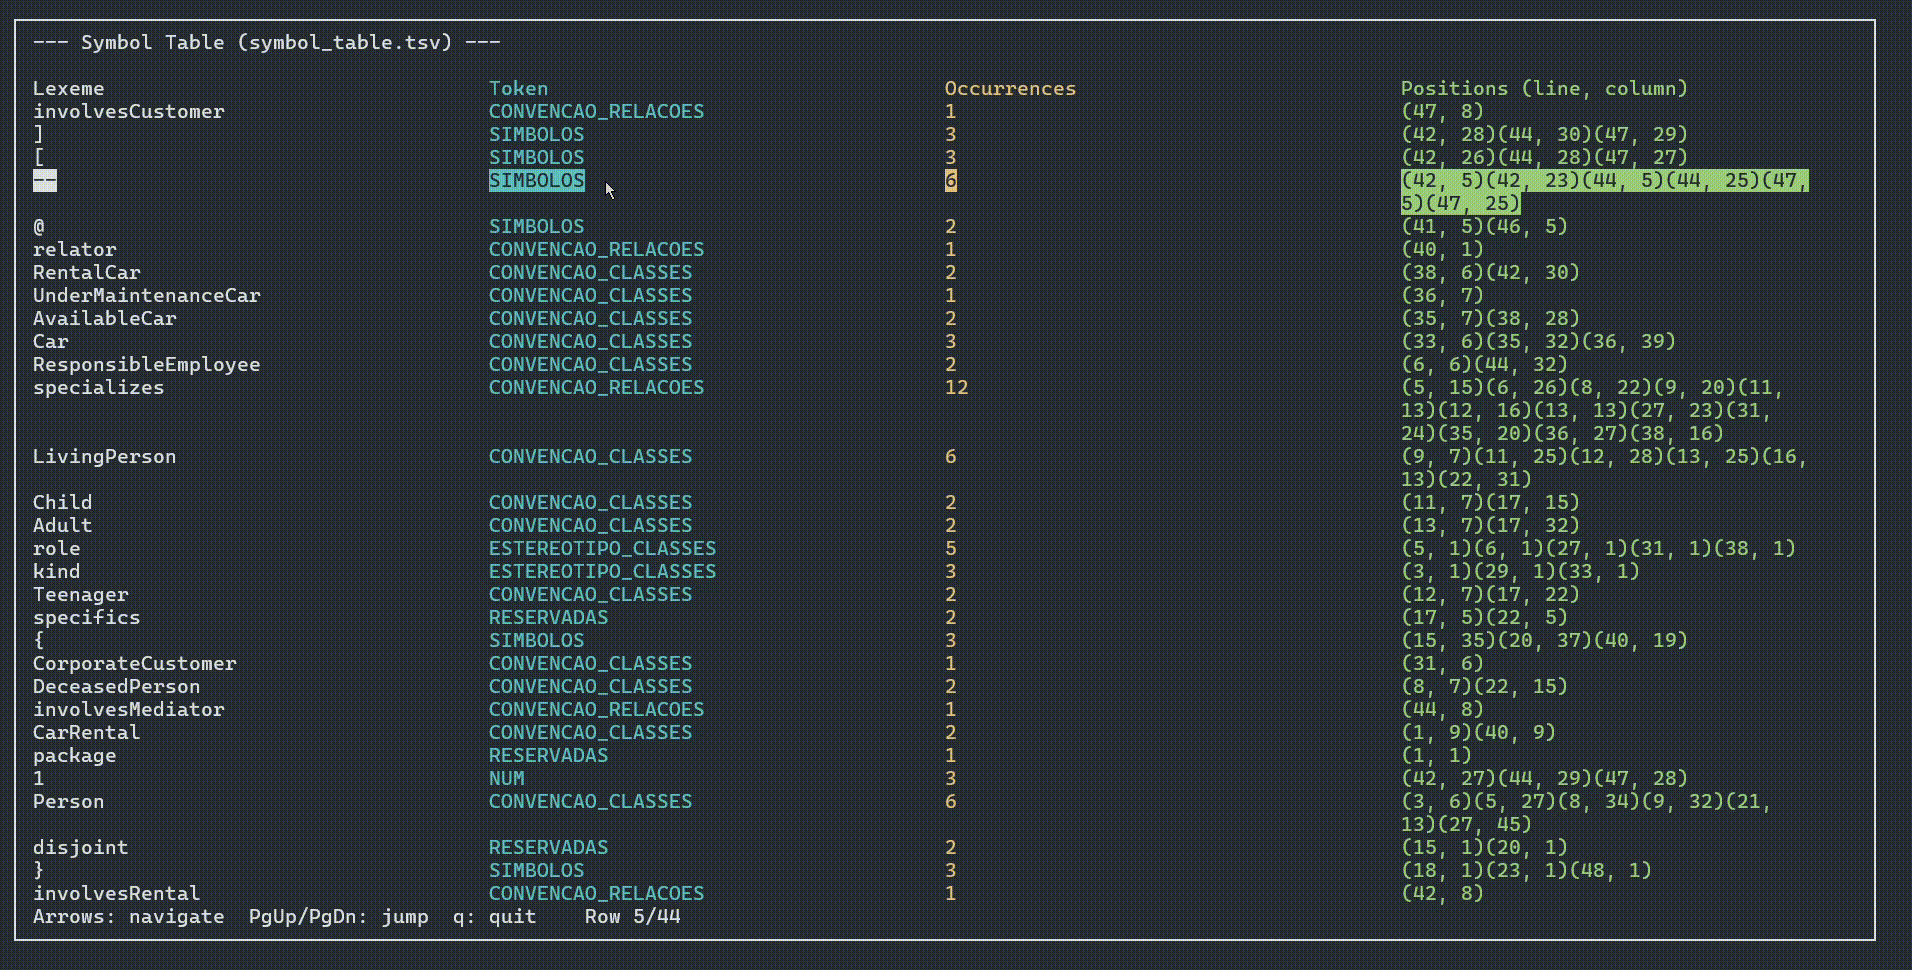 --- Symbol Table (symbol_table.tsv) ---
Lexeme Token Occurrences Positions (line, column)
involvesCustomer CONVENCAO_RELACOES 1 (47, 8)
] SIMBOLOS 3 (42, 28)(44, 30)(47, 29)
[ SIMBOLOS 3 (42, 26)(44, 28)(47, 27)
-- SIMBOLOS 6 (42, 5)(42, 23)(44, 5)(44, 25)(47,
5)(47, 25)
@ SIMBOLOS 2 (41, 5)(46, 5)
relator CONVENCAO_RELACOES 1 (40, 1)
RentalCar CONVENCAO_CLASSES 2 (38, 6)(42, 30)
UnderMaintenanceCar CONVENCAO_CLASSES 1 (36, 7)
AvailableCar CONVENCAO_CLASSES 2 (35, 7)(38, 28)
Car CONVENCAO_CLASSES 3 (33, 6)(35, 32)(36, 39)
ResponsibleEmployee CONVENCAO_CLASSES 2 (6, 6)(44, 32)
specializes CONVENCAO_RELACOES 12 (5, 15)(6, 26)(8, 22)(9, 20)(11,
13)(12, 16)(13, 13)(27, 23)(31,
24)(35, 20)(36, 27)(38, 16)
LivingPerson CONVENCAO_CLASSES 6 (9, 7)(11, 25)(12, 28)(13, 25)(16,
13)(22, 31)
Child CONVENCAO_CLASSES 2 (11, 7)(17, 15)
Adult CONVENCAO_CLASSES 2 (13, 7)(17, 32)
role ESTEREOTIPO_CLASSES 5 (5, 1)(6, 1)(27, 1)(31, 1)(38, 1)
kind ESTEREOTIPO_CLASSES 3 (3, 1)(29, 1)(33, 1)
Teenager CONVENCAO_CLASSES 2 (12, 7)(17, 22)
specifics RESERVADAS 2 (17, 5)(22, 5)
{ SIMBOLOS 3 (15, 35)(20, 37)(40, 19)
CorporateCustomer CONVENCAO_CLASSES 1 (31, 6)
DeceasedPerson CONVENCAO_CLASSES 2 (8, 7)(22, 15)
involvesMediator CONVENCAO_RELACOES 1 (44, 8)
CarRental CONVENCAO_CLASSES 2 (1, 9)(40, 9)
package RESERVADAS 1 (1, 1)
1 NUM 3 (42, 27)(44, 29)(47, 28)
Person CONVENCAO_CLASSES 6 (3, 6)(5, 27)(8, 34)(9, 32)(21,
13)(27, 45)
disjoint RESERVADAS 2 (15, 1)(20, 1)
} SIMBOLOS 3 (18, 1)(23, 1)(48, 1)
involvesRental CONVENCAO_RELACOES 1 (42, 8)
Arrows: navigate PgUp/PgDn: jump q: quit Row 5/44